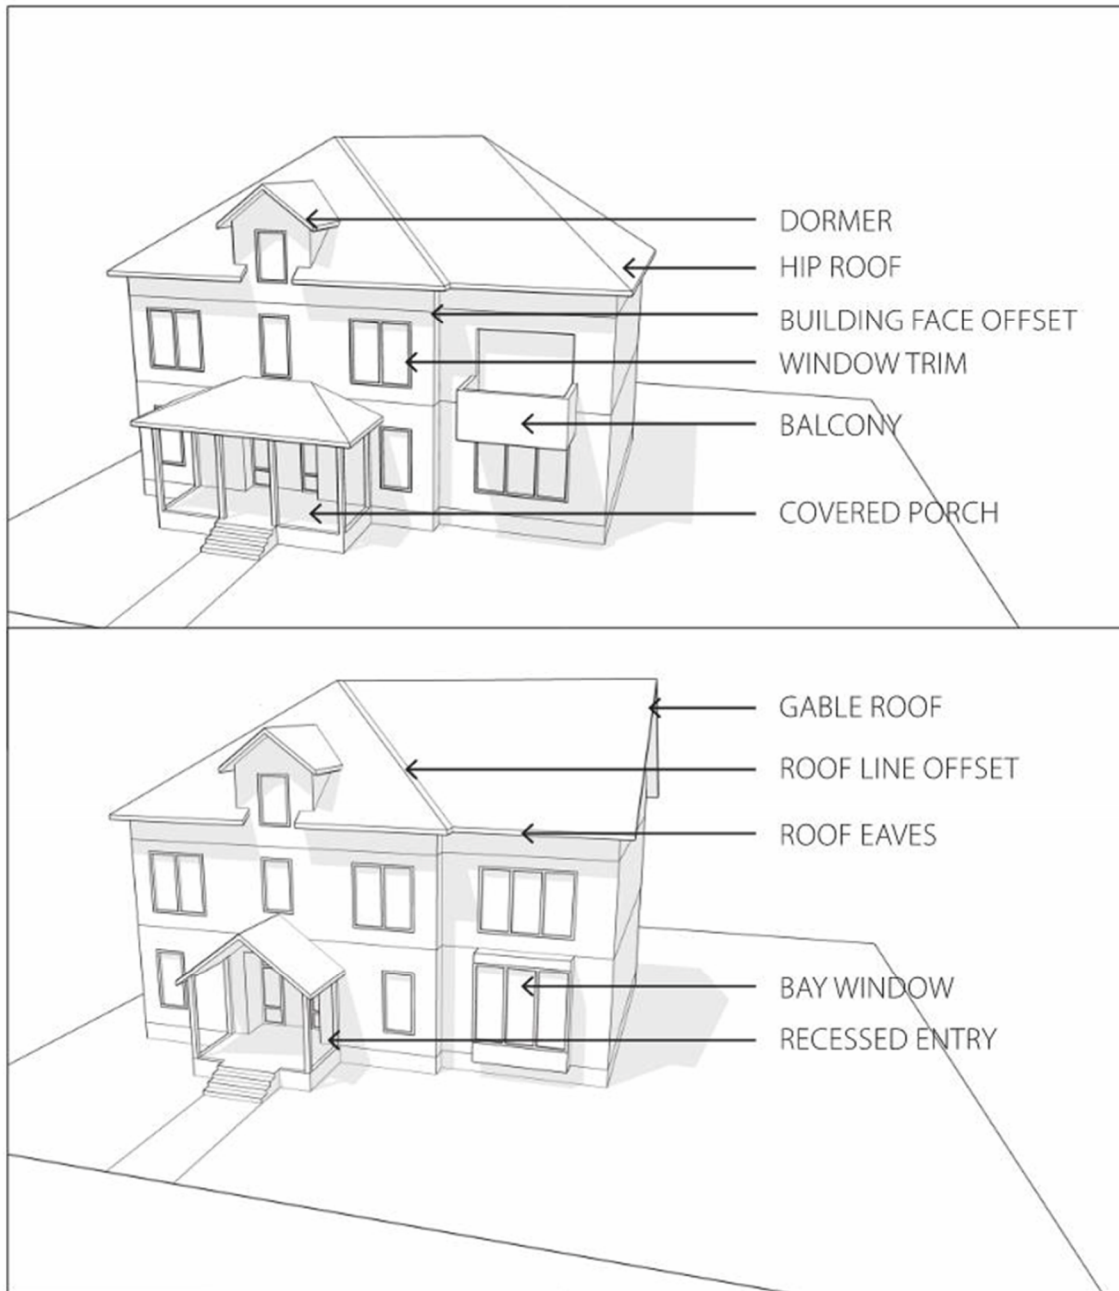 DORMER
HIP ROOF
BUILDING FACE OFFSET
WINDOW TRIM
BALCONY
COVERED PORCH
GABLE ROOF
ROOF LINE OFFSET
ROOF EAVES
BAY WINDOW
RECESSED ENTRY